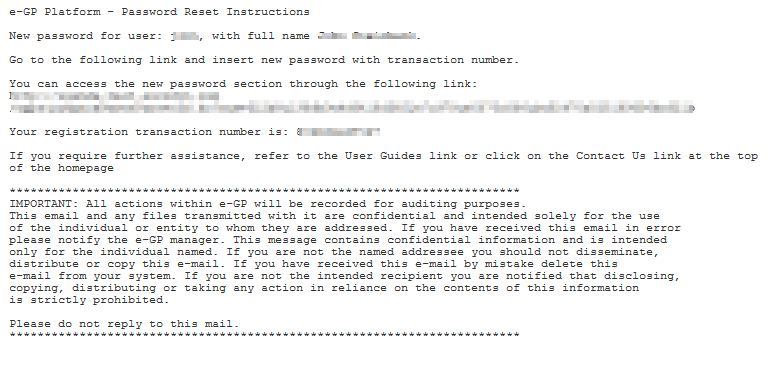 e-GP Platform - Password Reset Instructions
New password for user: , with full name .
Go to the following link and insert new password with transaction number.
You can access the new password section through the following link:
Your registration transaction number is:
If you require further assistance, refer to the User Guides link or click on the Contact Us link at the top
of the homepage
*************************************************************************
IMPORTANT: All actions within e-GP will be recorded for auditing purposes.
This email and any files transmitted with it are confidential and intended solely for the use
of the individual or entity to whom they are addressed. If you have received this email in error
please notify the e-GP manager. This message contains confidential information and is intended
only for the individual named. If you are not the named addressee you should not disseminate,
distribute or copy this e-mail. If you have received this e-mail by mistake delete this
e-mail from your system. If you are not the intended recipient you are notified that disclosing,
copying, distributing or taking any action in reliance on the contents of this information
is strictly prohibited.
Please do not reply to this mail.
*************************************************************************